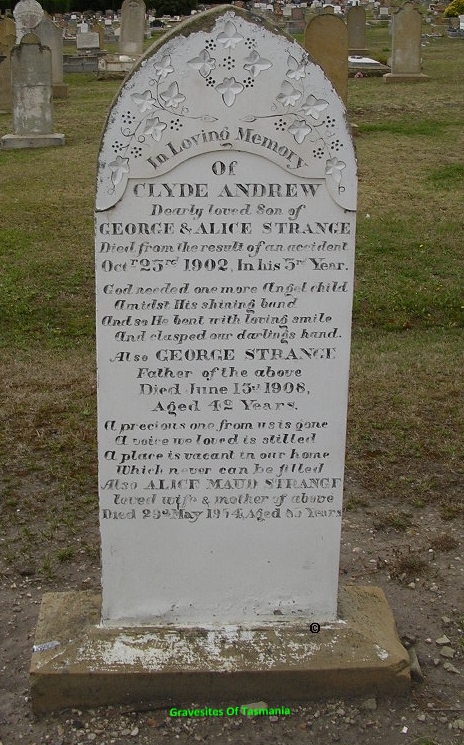 In Loving Memory
Of
CLYDE ANDREW
Dearly loved Son of
GEORGE & ALICE STRANGE
Died from the result of an accident
Octr 23rd 1902, In his 3rd Year.
God needed one more Angel child
Amidst His shining band
And so He bent with loving smile
And clasped our darlings hand.
Also GEORGE STRANGE
Father of the above
Died June 13th 1908,
Aged 42 Years.
A precious one from us is gone
A voice we loved is stilled
A place is vacant in our home
Which never can be filled
Also ALICE MAUD STRANGE
loved wife & mother of above
Died May Aged Years
©
Gravesites Of Tasmania